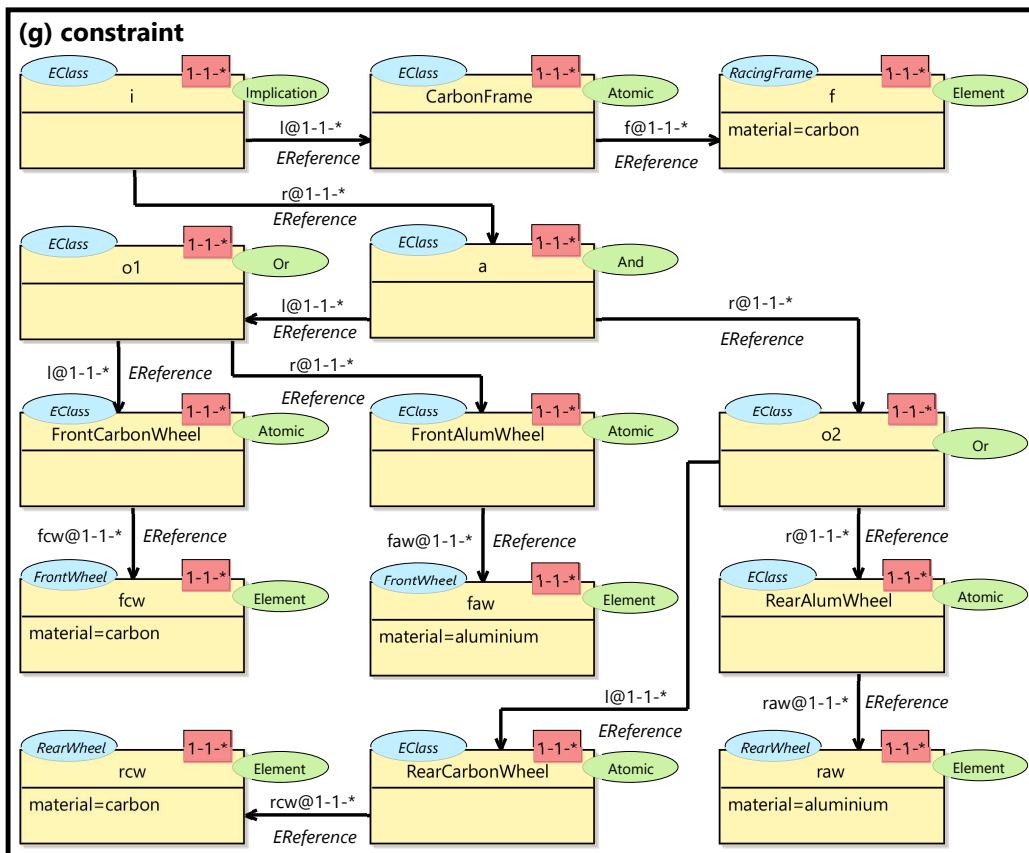 (g) constraint
EClass
1-1-*
i
Implication
l@1-1-*
EReference
EClass
1-1-*
CarbonFrame
Atomic
f@1-1-*
EReference
RacingFrame
1-1-*
f
Element
material=carbon
r@1-1-*
EReference
EClass
1-1-*
o1
Or
l@1-1-*
EReference
EClass
1-1-*
a
And
r@1-1-*
EReference
l@1-1-*
EReference
r@1-1-*
EReference
EClass
1-1-*
FrontCarbonWheel
Atomic
EClass
1-1-*
FrontAlumWheel
Atomic
EClass
1-1-*
o2
Or
fcw@1-1-*
EReference
faw@1-1-*
EReference
r@1-1-*
EReference
FrontWheel
1-1-*
fcw
Element
material=carbon
FrontWheel
1-1-*
faw
Element
material=aluminium
EClass
1-1-*
RearAlumWheel
Atomic
l@1-1-*
EReference
raw@1-1-*
EReference
RearWheel
1-1-*
rcw
Element
material=carbon
rcw@1-1-*
EReference
EClass
1-1-*
RearCarbonWheel
Atomic
RearWheel
1-1-*
raw
Element
material=aluminium